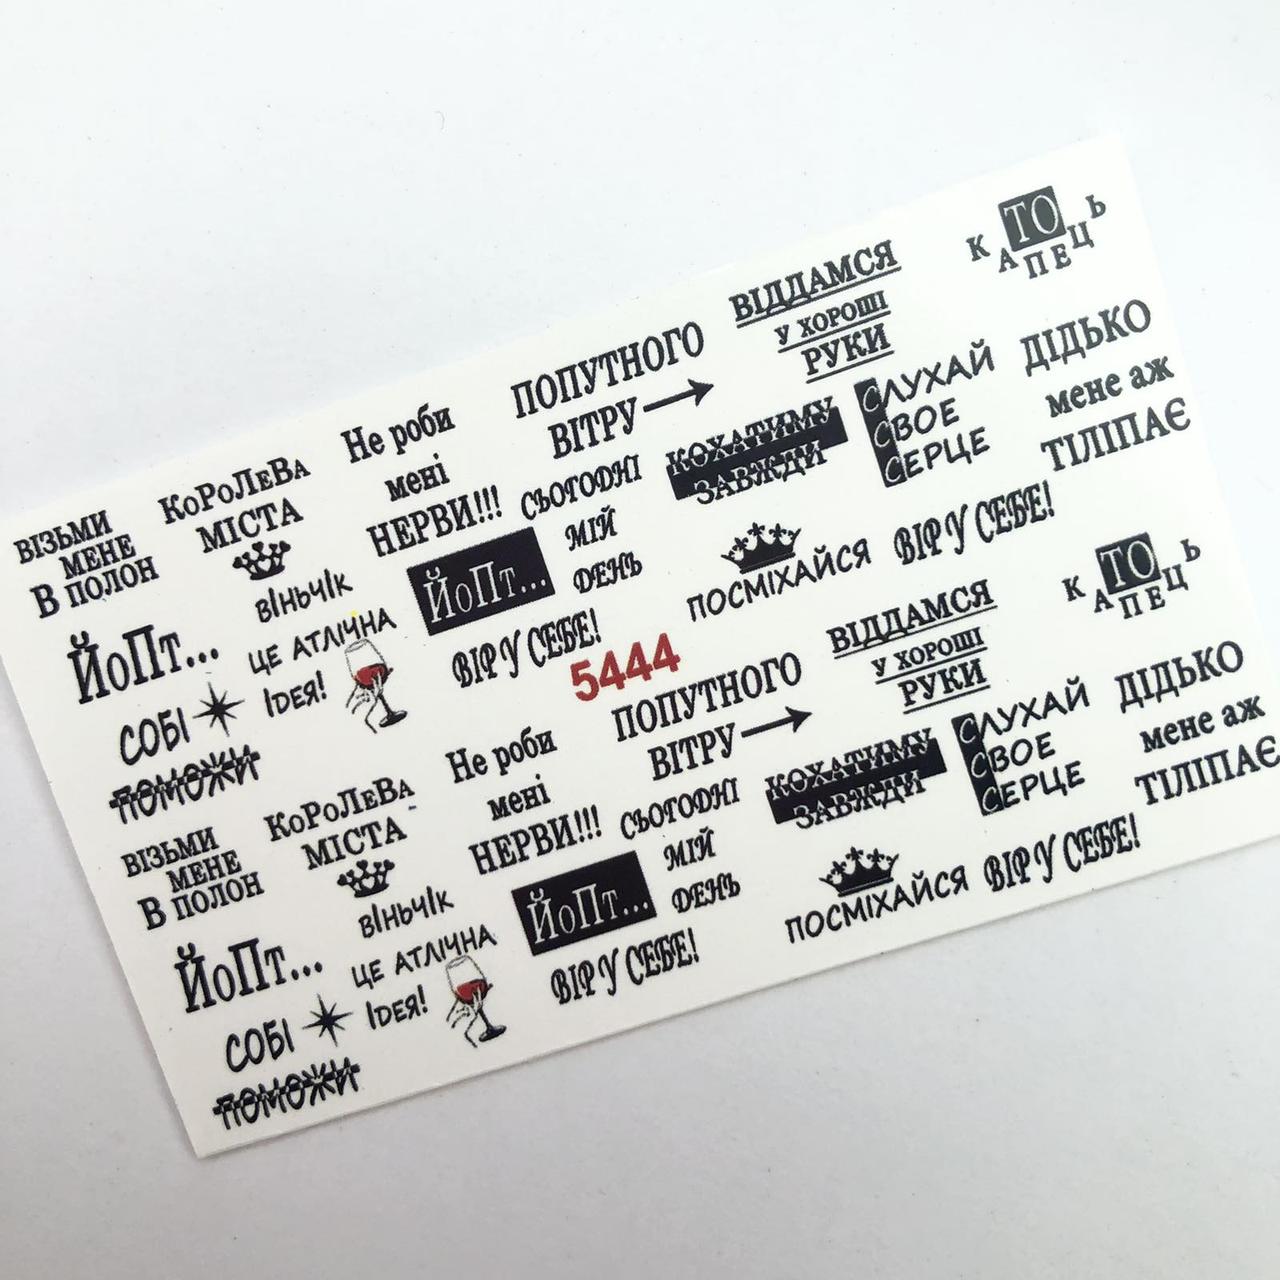 ТО
КАПЕЦЬ
ВІДДАМСЯ
У ХОРОШІ
РУКИ
ПОПУТНОГО
ВІТРУ
ДІДЬКО
мене аж
ТІЛІПАЄ
СЛУХАЙ
СВОЕ
СЕРЦЕ
КОХАТИМУ
ЗАВЖДИ
Не роби
мені
НЕРВИ!!!
КоРоЛеВа
МІСТА
ВІЗЬМИ
МЕНЕ
В ПОЛОН
СЬОГОДНІ
МІЙ
ДЕНЬ
ПОСМІХАЙСЯ
ВІР У СЕБЕ!
ЙоПт...
ВІНЬЧІК
ЦЕ АТЛІЧНА
ІДЕЯ!
ЙоПт...
ВІР У СЕБЕ!
СОБІ
ПОМОЖИ
5444
ТО
КАПЕЦЬ
ВІДДАМСЯ
У ХОРОШІ
РУКИ
ПОПУТНОГО
ВІТРУ
ДІДЬКО
мене аж
ТІЛІПАЄ
СЛУХАЙ
СВОЕ
СЕРЦЕ
КОХАТИМУ
ЗАВЖДИ
Не роби
мені
НЕРВИ!!!
КоРоЛеВа
МІСТА
ВІЗЬМИ
МЕНЕ
В ПОЛОН
СЬОГОДНІ
МІЙ
ДЕНЬ
ПОСМІХАЙСЯ
ВІР У СЕБЕ!
ЙоПт...
ВІНЬЧІК
ЦЕ АТЛІЧНА
ІДЕЯ!
ЙоПт...
ВІР У СЕБЕ!
СОБІ
ПОМОЖИ